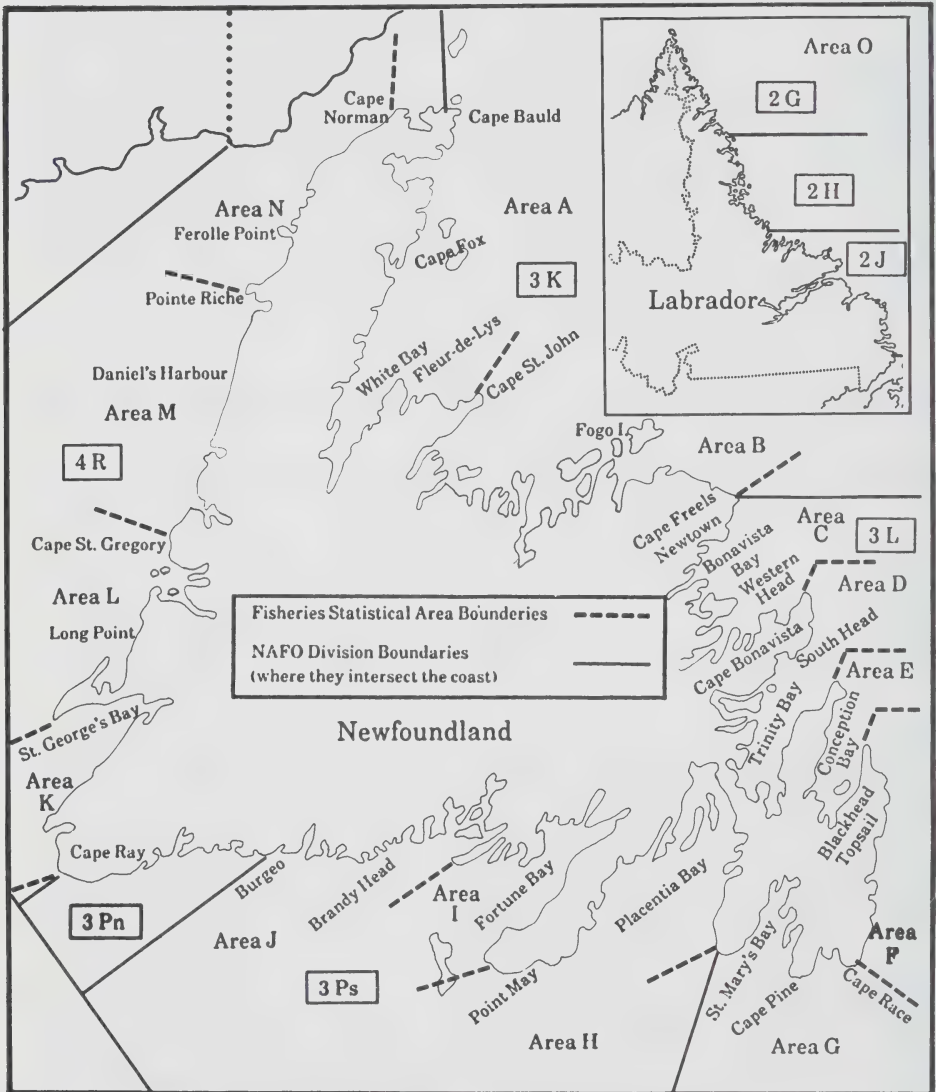 Area O
2 G
2 H
2 J
Labrador
Cape
Norman
Cape Bauld
Area N
Ferolle Point
Area A
Cape Fox
3 K
Pointe Riche
White Bay
Fleur-de-Lys
Cape St. John
Daniel's Harbour
Area M
4 R
Fogo I.
Area B
Cape Freels
Newtown
Bonavista
Bay
Western
Head
Area
C
3 L
Cape St. Gregory
Area D
Area L
Long Point
Fisheries Statistical Area Bounderies
NAFO Division Boundaries
(where they intersect the coast)
Cape Bonavista
South Head
Area E
St. George's Bay
Newfoundland
Trinity Bay
Conception
Bay
Area
K
Blackhead
Topsail
Cape Ray
Burgeo
Brandy Head
Area
I
Fortune Bay
Placentia Bay
3 Pn
Area J
3 Ps
Point May
St. Mary's Bay
Cape Pine
Area
F
Cape Race
Area H
Area G